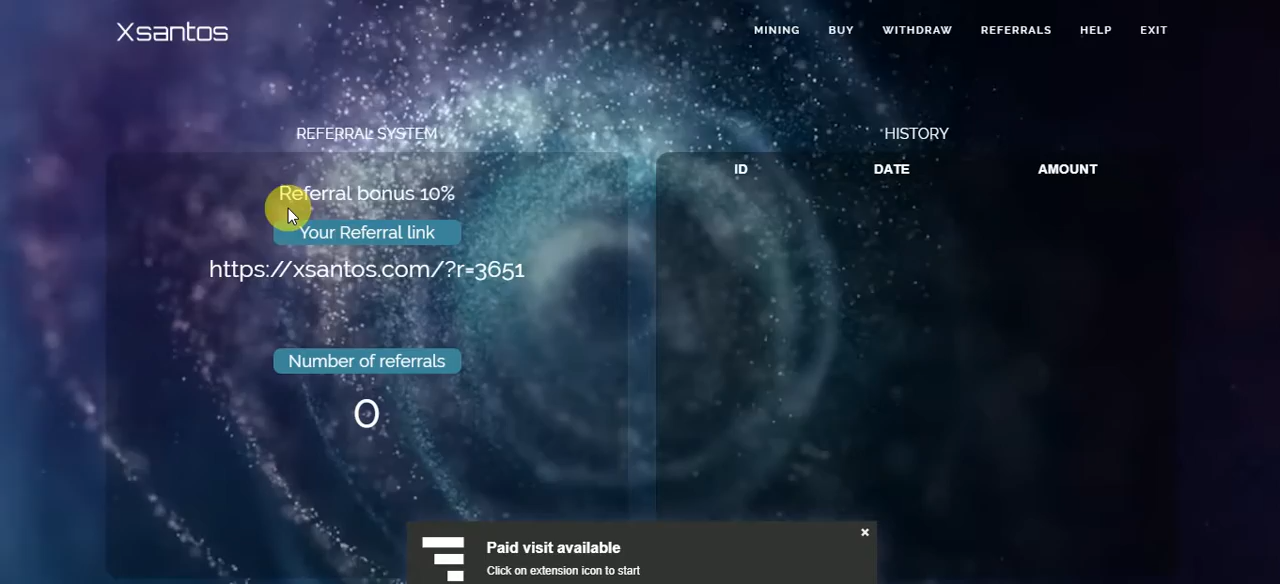 Xsantos
MINING BUY WITHDRAW REFERRALS HELP EXIT
REFERRAL SYSTEM
Referral bonus 10%
Your Referral link
https://xsantos.com/?r=3651
Number of referrals
0
HISTORY
ID DATE AMOUNT
Paid visit available
Click on extension icon to start